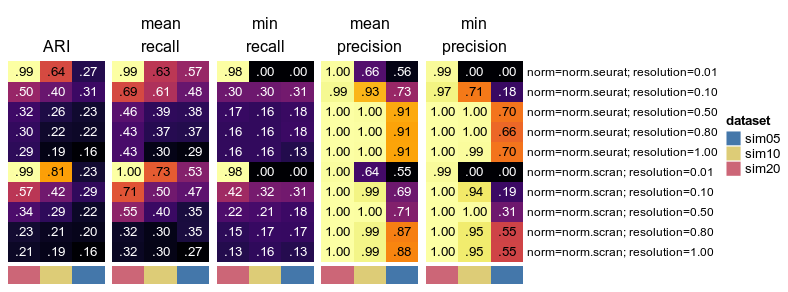 mean min mean min
ARI recall recall precision precision
.99 .64 .27 .99 .63 .57 .98 .00 .00 1.00 .66 .56 .99 .00 .00 norm=norm.seurat; resolution=0.01
.50 .40 .31 .69 .61 .48 .30 .30 .31 .99 .93 .73 .97 .71 .18 norm=norm.seurat; resolution=0.10
.32 .26 .23 .46 .39 .38 .17 .16 .18 1.00 1.00 .91 1.00 1.00 .70 norm=norm.seurat; resolution=0.50
.30 .22 .22 .43 .37 .37 .17 .16 .18 1.00 1.00 .91 1.00 1.00 .66 norm=norm.seurat; resolution=0.80
.29 .19 .16 .43 .30 .29 .16 .16 .13 1.00 1.00 .91 1.00 .99 .70 norm=norm.seurat; resolution=1.00
.99 .81 .23 1.00 .73 .53 .98 .00 .00 1.00 .64 .55 .99 .00 .00 norm=norm.scran; resolution=0.01
.57 .42 .29 .71 .50 .47 .42 .32 .31 1.00 .99 .69 1.00 .94 .19 norm=norm.scran; resolution=0.10
.34 .29 .22 .55 .40 .35 .22 .21 .18 1.00 1.00 .71 1.00 1.00 .31 norm=norm.scran; resolution=0.50
.23 .21 .20 .32 .30 .35 .15 .17 .17 1.00 .99 .87 1.00 .95 .55 norm=norm.scran; resolution=0.80
.21 .19 .16 .32 .30 .27 .13 .16 .13 1.00 .99 .88 1.00 .95 .55 norm=norm.scran; resolution=1.00
dataset
sim05
sim10
sim20